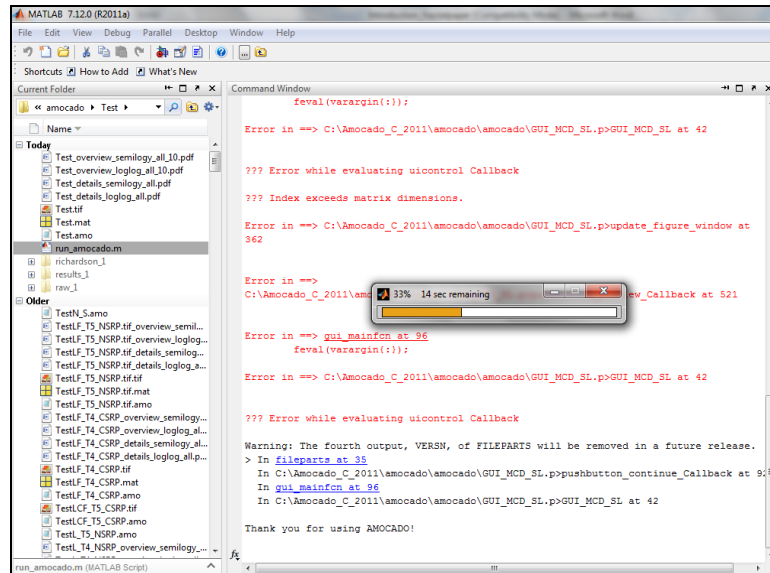 MATLAB 7.12.0 (R2011a)
File Edit View Debug Parallel Desktop Window Help
Shortcuts How to Add What's New
Current Folder
« amocado Test
Name
Today
Test_overview_semilogy_all_10.pdf
Test_overview_loglog_all_10.pdf
Test_details_semilogy_all.pdf
Test_details_loglog_all.pdf
Test.tif
Test.mat
Test.amo
run_amocado.m
richardson_1
results_1
raw_1
Older
TestN_S.amo
TestLF_T5_NSRP.tif_overview_semil...
TestLF_T5_NSRP.tif_overview_loglog...
TestLF_T5_NSRP.tif_details_semilog...
TestLF_T5_NSRP.tif_details_loglog_a...
TestLF_T5_NSRP.tif.tif
TestLF_T5_NSRP.tif.mat
TestLF_T5_NSRP.tif.amo
TestLF_T4_CSRP_overview_semilogy...
TestLF_T4_CSRP_overview_loglog_al...
TestLF_T4_CSRP_details_semilogy_al...
TestLF_T4_CSRP_details_loglog_all.p...
TestLF_T4_CSRP.tif
TestLF_T4_CSRP.mat
TestLF_T4_CSRP.amo
TestLCF_T5_CSRP.tif
TestLCF_T5_CSRP.amo
TestL_T5_NSRP.amo
TestL_T4_NSRP_overview_semilogy_...
run_amocado.m (MATLAB Script)
Command Window
feval(varargin{:});
Error in ==> C:\Amocado_C_2011\amocado\amocado\GUI_MCD_SL.p>GUI_MCD_SL at 42
??? Error while evaluating uicontrol Callback
??? Index exceeds matrix dimensions.
Error in ==> C:\Amocado_C_2011\amocado\amocado\GUI_MCD_SL.p>update_figure_window at
362
Error in ==>
C:\Amocado_C_2011\amo ew_Callback at 521
33% 14 sec remaining
Error in ==> gui_mainfcn at 96
feval(varargin{:});
Error in ==> C:\Amocado_C_2011\amocado\amocado\GUI_MCD_SL.p>GUI_MCD_SL at 42
??? Error while evaluating uicontrol Callback
Warning: The fourth output, VERSN, of FILEPARTS will be removed in a future release.
> In fileparts at 35
In C:\Amocado_C_2011\amocado\amocado\GUI_MCD_SL.p>pushbutton_continue_Callback at 92
In gui_mainfcn at 96
In C:\Amocado_C_2011\amocado\amocado\GUI_MCD_SL.p>GUI_MCD_SL at 42
Thank you for using AMOCADO!
fx